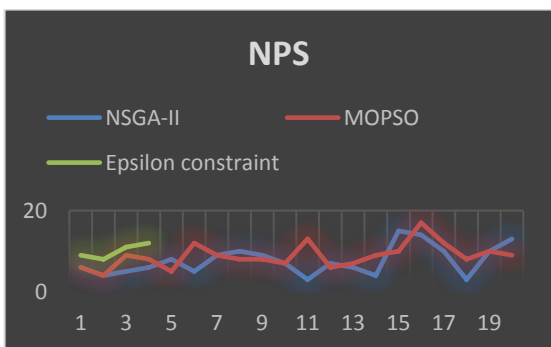 NPS
NSGA-II MOPSO
Epsilon constraint
20
0
1 3 5 7 9 11 13 15 17 19